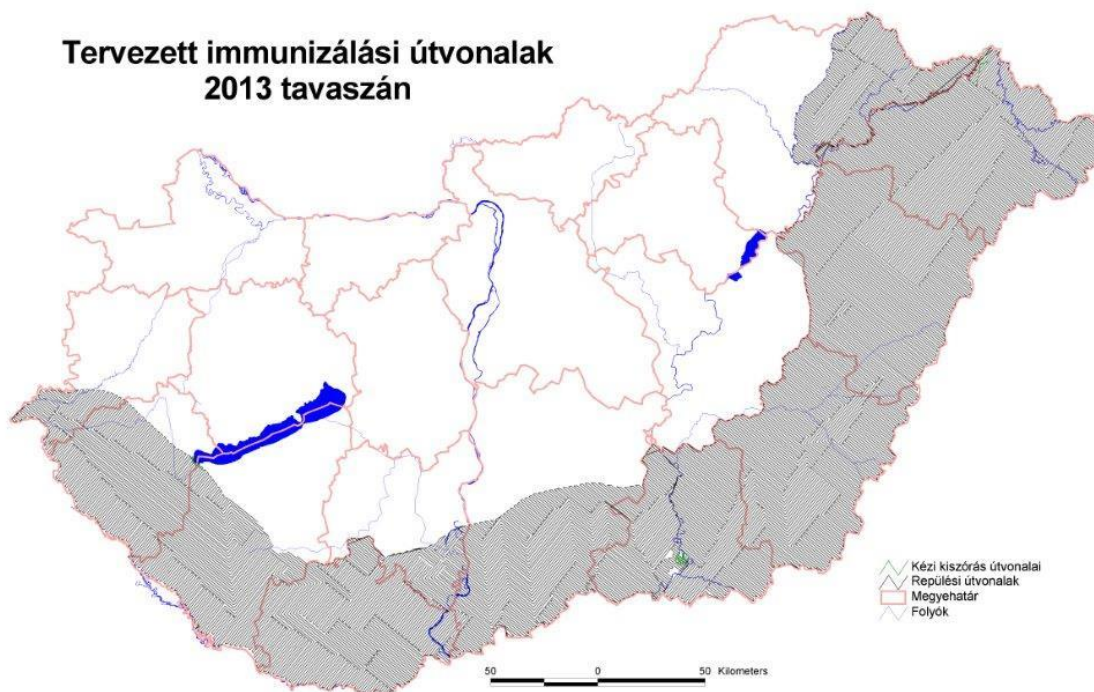 Tervezett immunizálási útvonalak
2013 tavaszán
Kézi kiszórás útvonalai
Repülési útvonalak
Megyehatár
Folyók
50 0 50 Kilometers